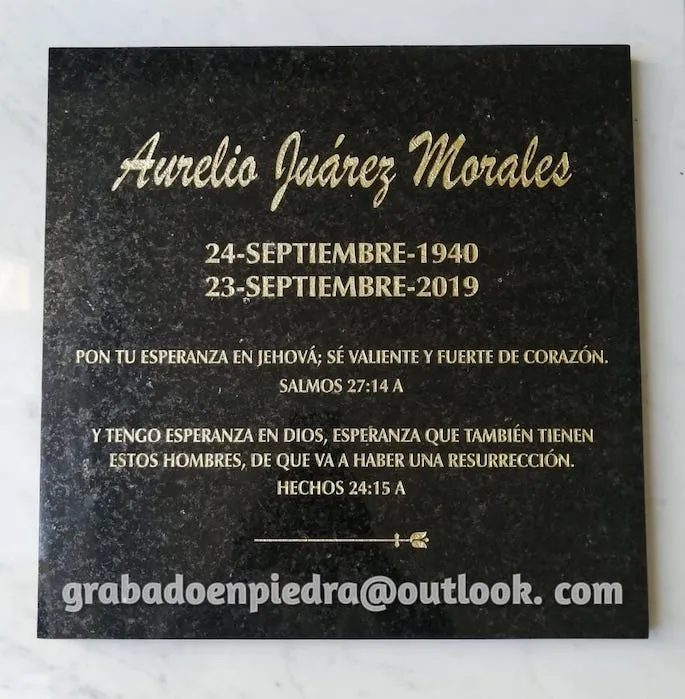 Aurelio Juárez Morales
24-SEPTIEMBRE-1940
23-SEPTIEMBRE-2019
PON TU ESPERANZA EN JEHOVÁ; SÉ VALIENTE Y FUERTE DE CORAZÓN.
SALMOS 27:14 A
Y TENGO ESPERANZA EN DIOS, ESPERANZA QUE TAMBIÉN TIENEN
ESTOS HOMBRES, DE QUE VA A HABER UNA RESURRECCIÓN.
HECHOS 24:15 A
grabadoenpiedra@outlook. com